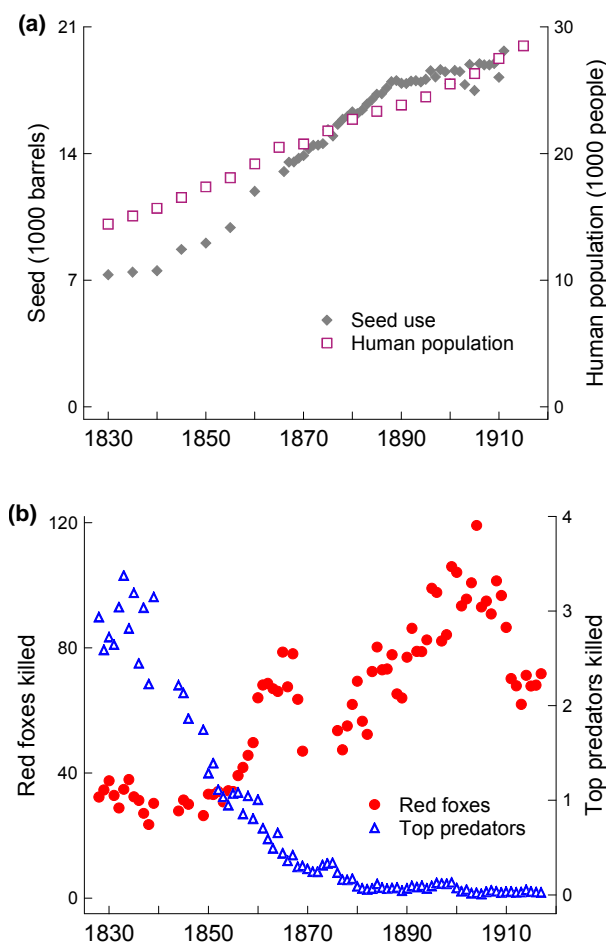 (a)
21
14
7
0
Seed (1000 barrels)
30
20
10
0
Human population (1000 people)
Seed use
Human population
1830 1850 1870 1890 1910
(b)
120
80
40
0
Red foxes killed
4
3
2
1
0
Top predators killed
Red foxes
Top predators
1830 1850 1870 1890 1910